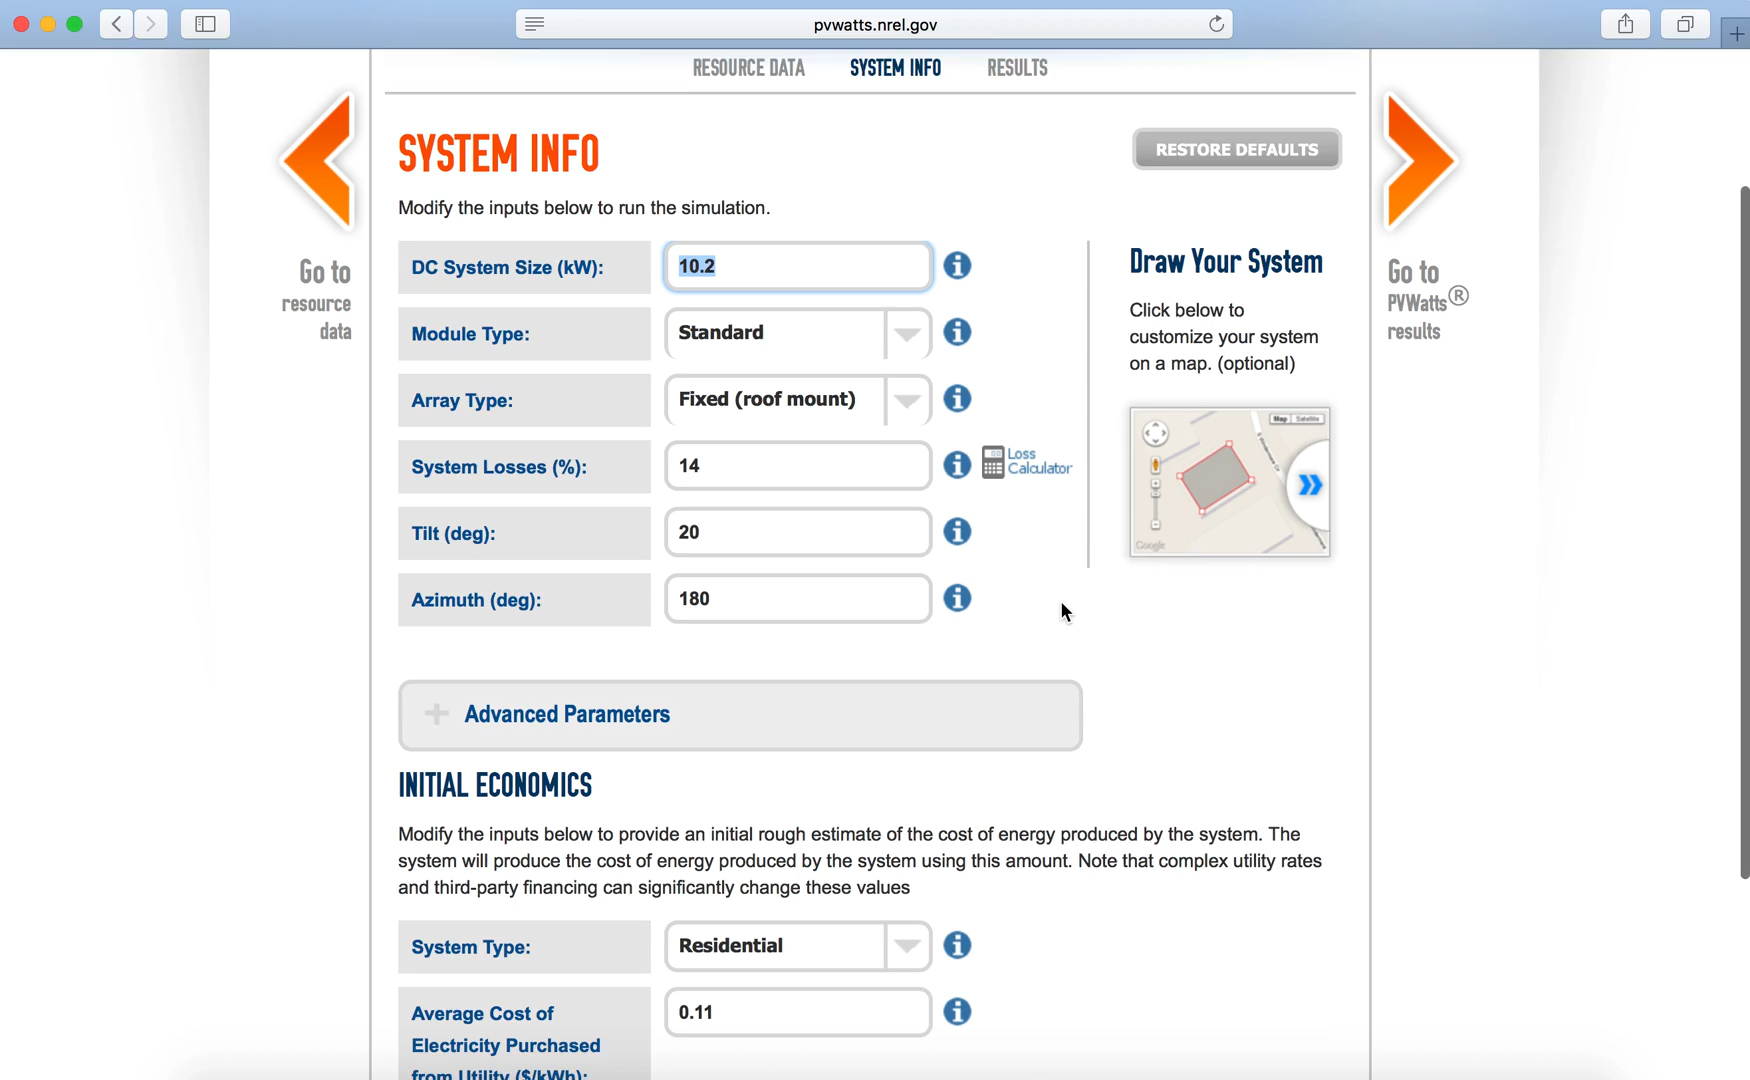 pvwatts.nrel.gov
RESOURCE DATA SYSTEM INFO RESULTS
SYSTEM INFO
RESTORE DEFAULTS
Modify the inputs below to run the simulation.
Go to
resource
data
Go to
PVWatts®
results
DC System Size (kW): 10.2
Module Type: Standard
Array Type: Fixed (roof mount)
System Losses (%): 14
Loss
Calculator
Tilt (deg): 20
Azimuth (deg): 180
Draw Your System
Click below to
customize your system
on a map. (optional)
Map Satellite
Google
Advanced Parameters
INITIAL ECONOMICS
Modify the inputs below to provide an initial rough estimate of the cost of energy produced by the system. The
system will produce the cost of energy produced by the system using this amount. Note that complex utility rates
and third-party financing can significantly change these values
System Type: Residential
Average Cost of
Electricity Purchased
from Utility ($/kWh):
0.11